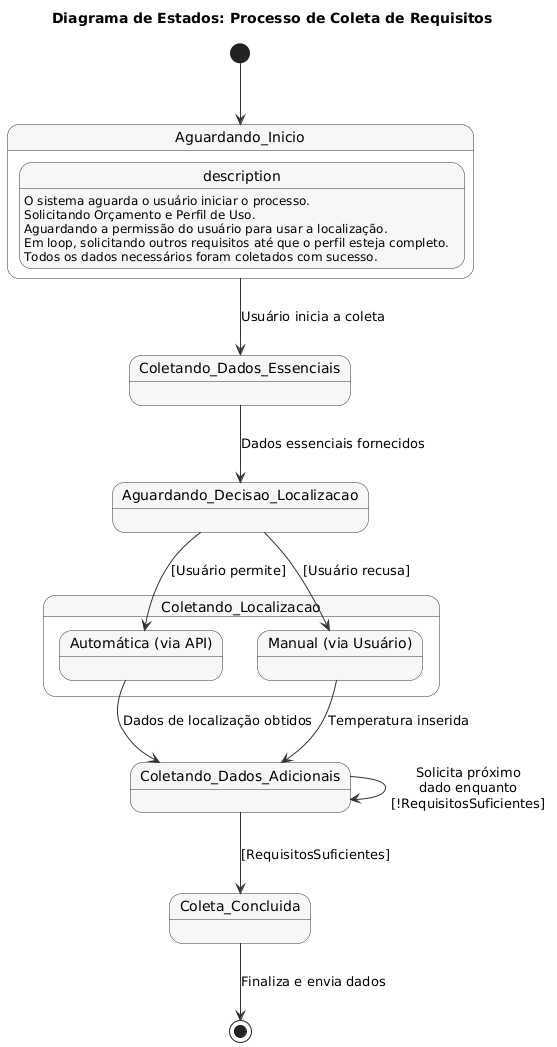 Diagrama de Estados: Processo de Coleta de Requisitos
Aguardando_Inicio
description
O sistema aguarda o usuário iniciar o processo.
Solicitando Orçamento e Perfil de Uso.
Aguardando a permissão do usuário para usar a localização.
Em loop, solicitando outros requisitos até que o perfil esteja completo.
Todos os dados necessários foram coletados com sucesso.
Usuário inicia a coleta
Coletando_Dados_Essenciais
Dados essenciais fornecidos
Aguardando_Decisao_Localizacao
[Usuário permite]
[Usuário recusa]
Coletando_Localizacao
Automática (via API)
Manual (via Usuário)
Dados de localização obtidos
Temperatura inserida
Coletando_Dados_Adicionais
Solicita próximo
dado enquanto
[!RequisitosSuficientes]
[RequisitosSuficientes]
Coleta_Concluida
Finaliza e envia dados